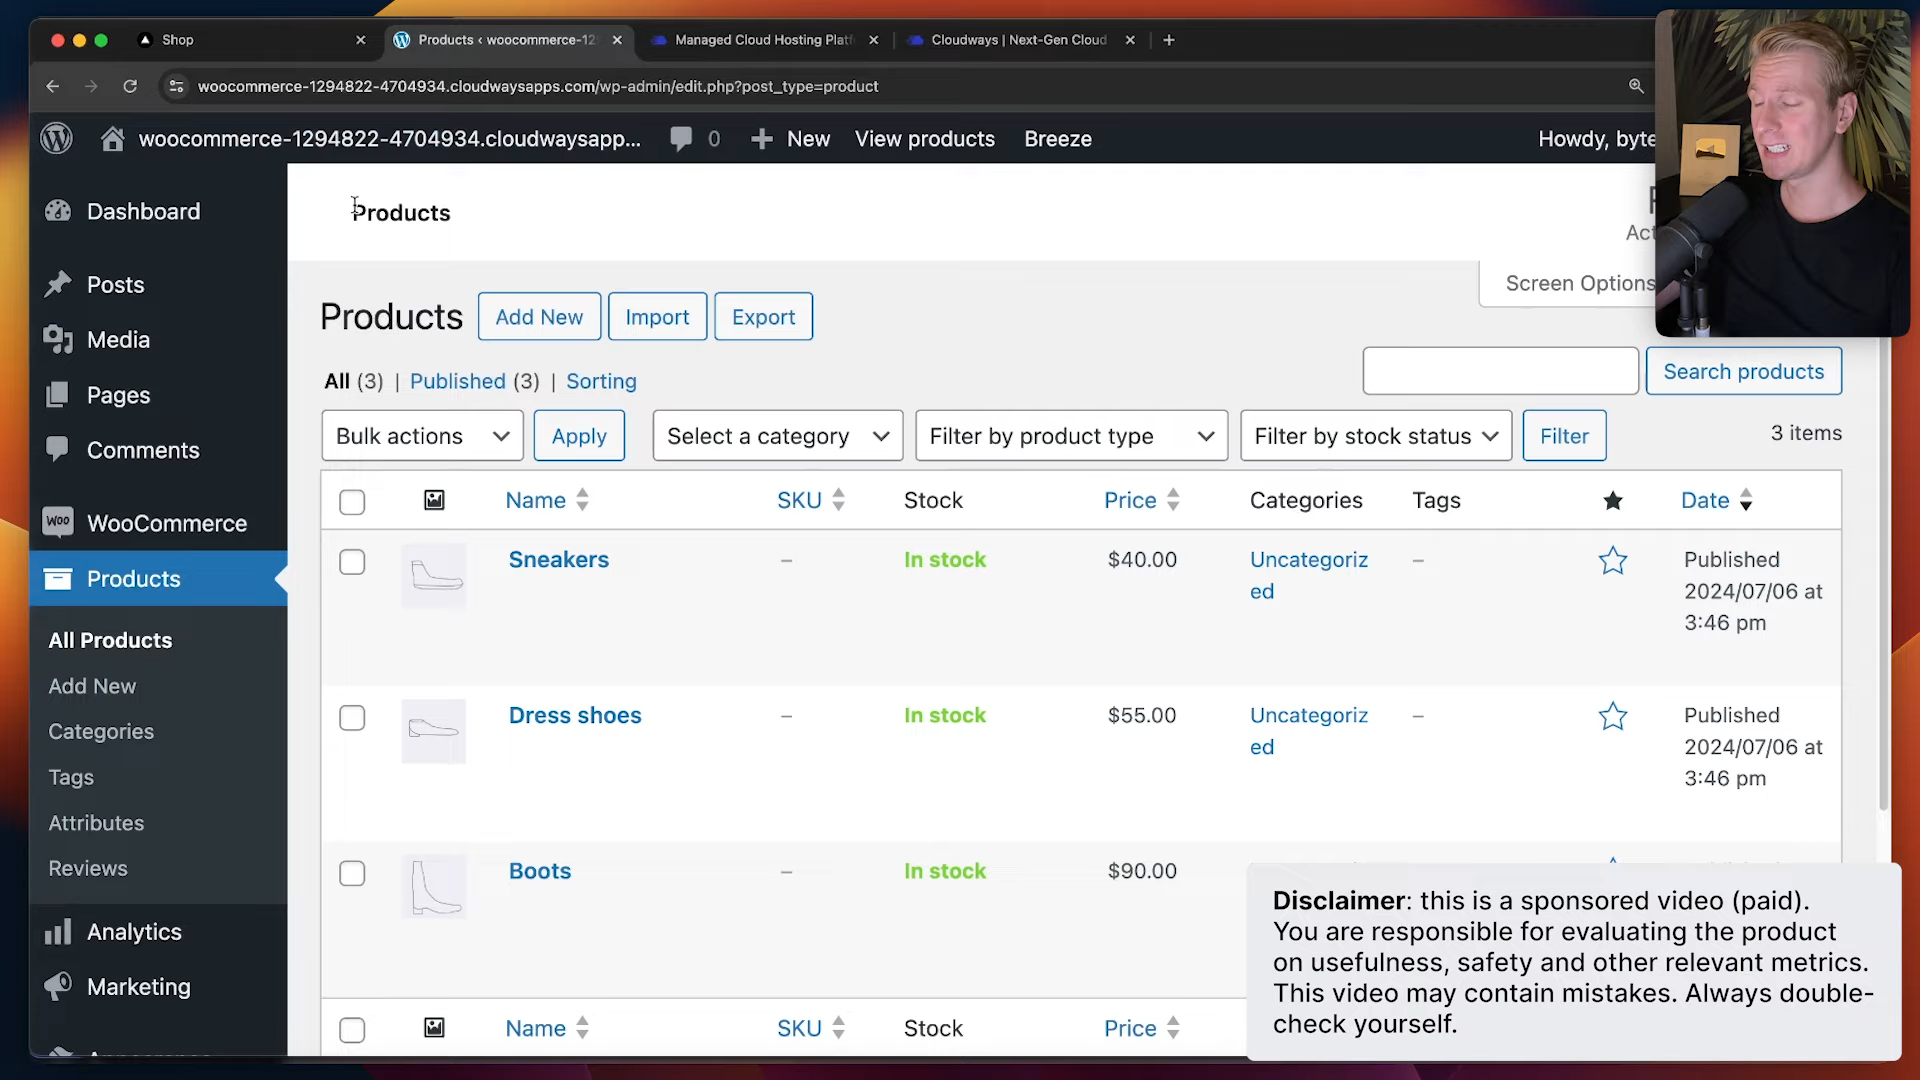 Shop
Products ‹ woocommerce-12
Managed Cloud Hosting Platf
Cloudways | Next-Gen Cloud
woocommerce-1294822-4704934.cloudwaysapps.com/wp-admin/edit.php?post_type=product
woocommerce-1294822-4704934.cloudwaysapp... 0 New View products Breeze
Howdy, byte
Dashboard
Posts
Media
Pages
Comments
WOO WooCommerce
Products
All Products
Add New
Categories
Tags
Attributes
Reviews
Analytics
Marketing
Products
Act
Screen Options
Products Add New Import Export
All (3) | Published (3) | Sorting
Search products
Bulk actions Apply Select a category Filter by product type Filter by stock status Filter
3 items
Name SKU Stock Price Categories Tags Date
Sneakers – In stock $40.00 Uncategoriz – Published
ed 2024/07/06 at
3:46 pm
Dress shoes – In stock $55.00 Uncategoriz – Published
ed 2024/07/06 at
3:46 pm
Boots – In stock $90.00
Name SKU Stock Price
Disclaimer: this is a sponsored video (paid).
You are responsible for evaluating the product
on usefulness, safety and other relevant metrics.
This video may contain mistakes. Always double-
check yourself.